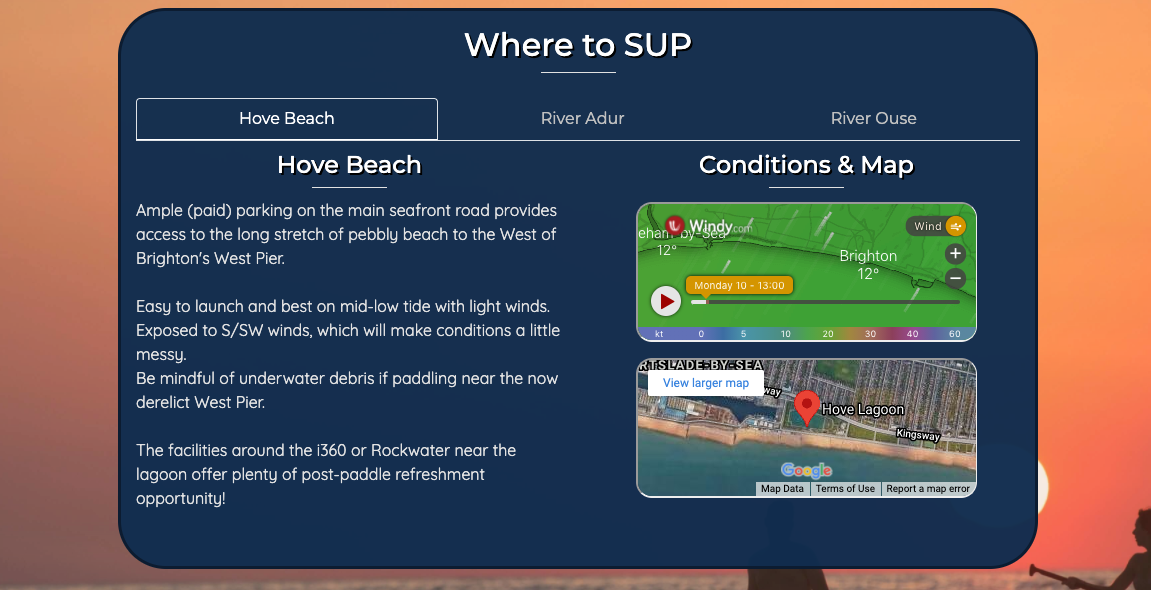 Where to SUP
Hove Beach
River Adur
River Ouse
Hove Beach
Ample (paid) parking on the main seafront road provides
access to the long stretch of pebbly beach to the West of
Brighton's West Pier.
Easy to launch and best on mid-low tide with light winds.
Exposed to S/SW winds, which will make conditions a little
messy.
Be mindful of underwater debris if paddling near the now
derelict West Pier.
The facilities around the i360 or Rockwater near the
lagoon offer plenty of post-paddle refreshment
opportunity!
Conditions & Map
Windy.com
Wind
eham-by-Sea
12°
Brighton
12°
+
−
Monday 10 - 13:00
kt 0 5 10 20 30 40 60
RTSLADE-BY-SEA
View larger map
way
Hove Lagoon
Kingsway
Google
Map Data
Terms of Use
Report a map error